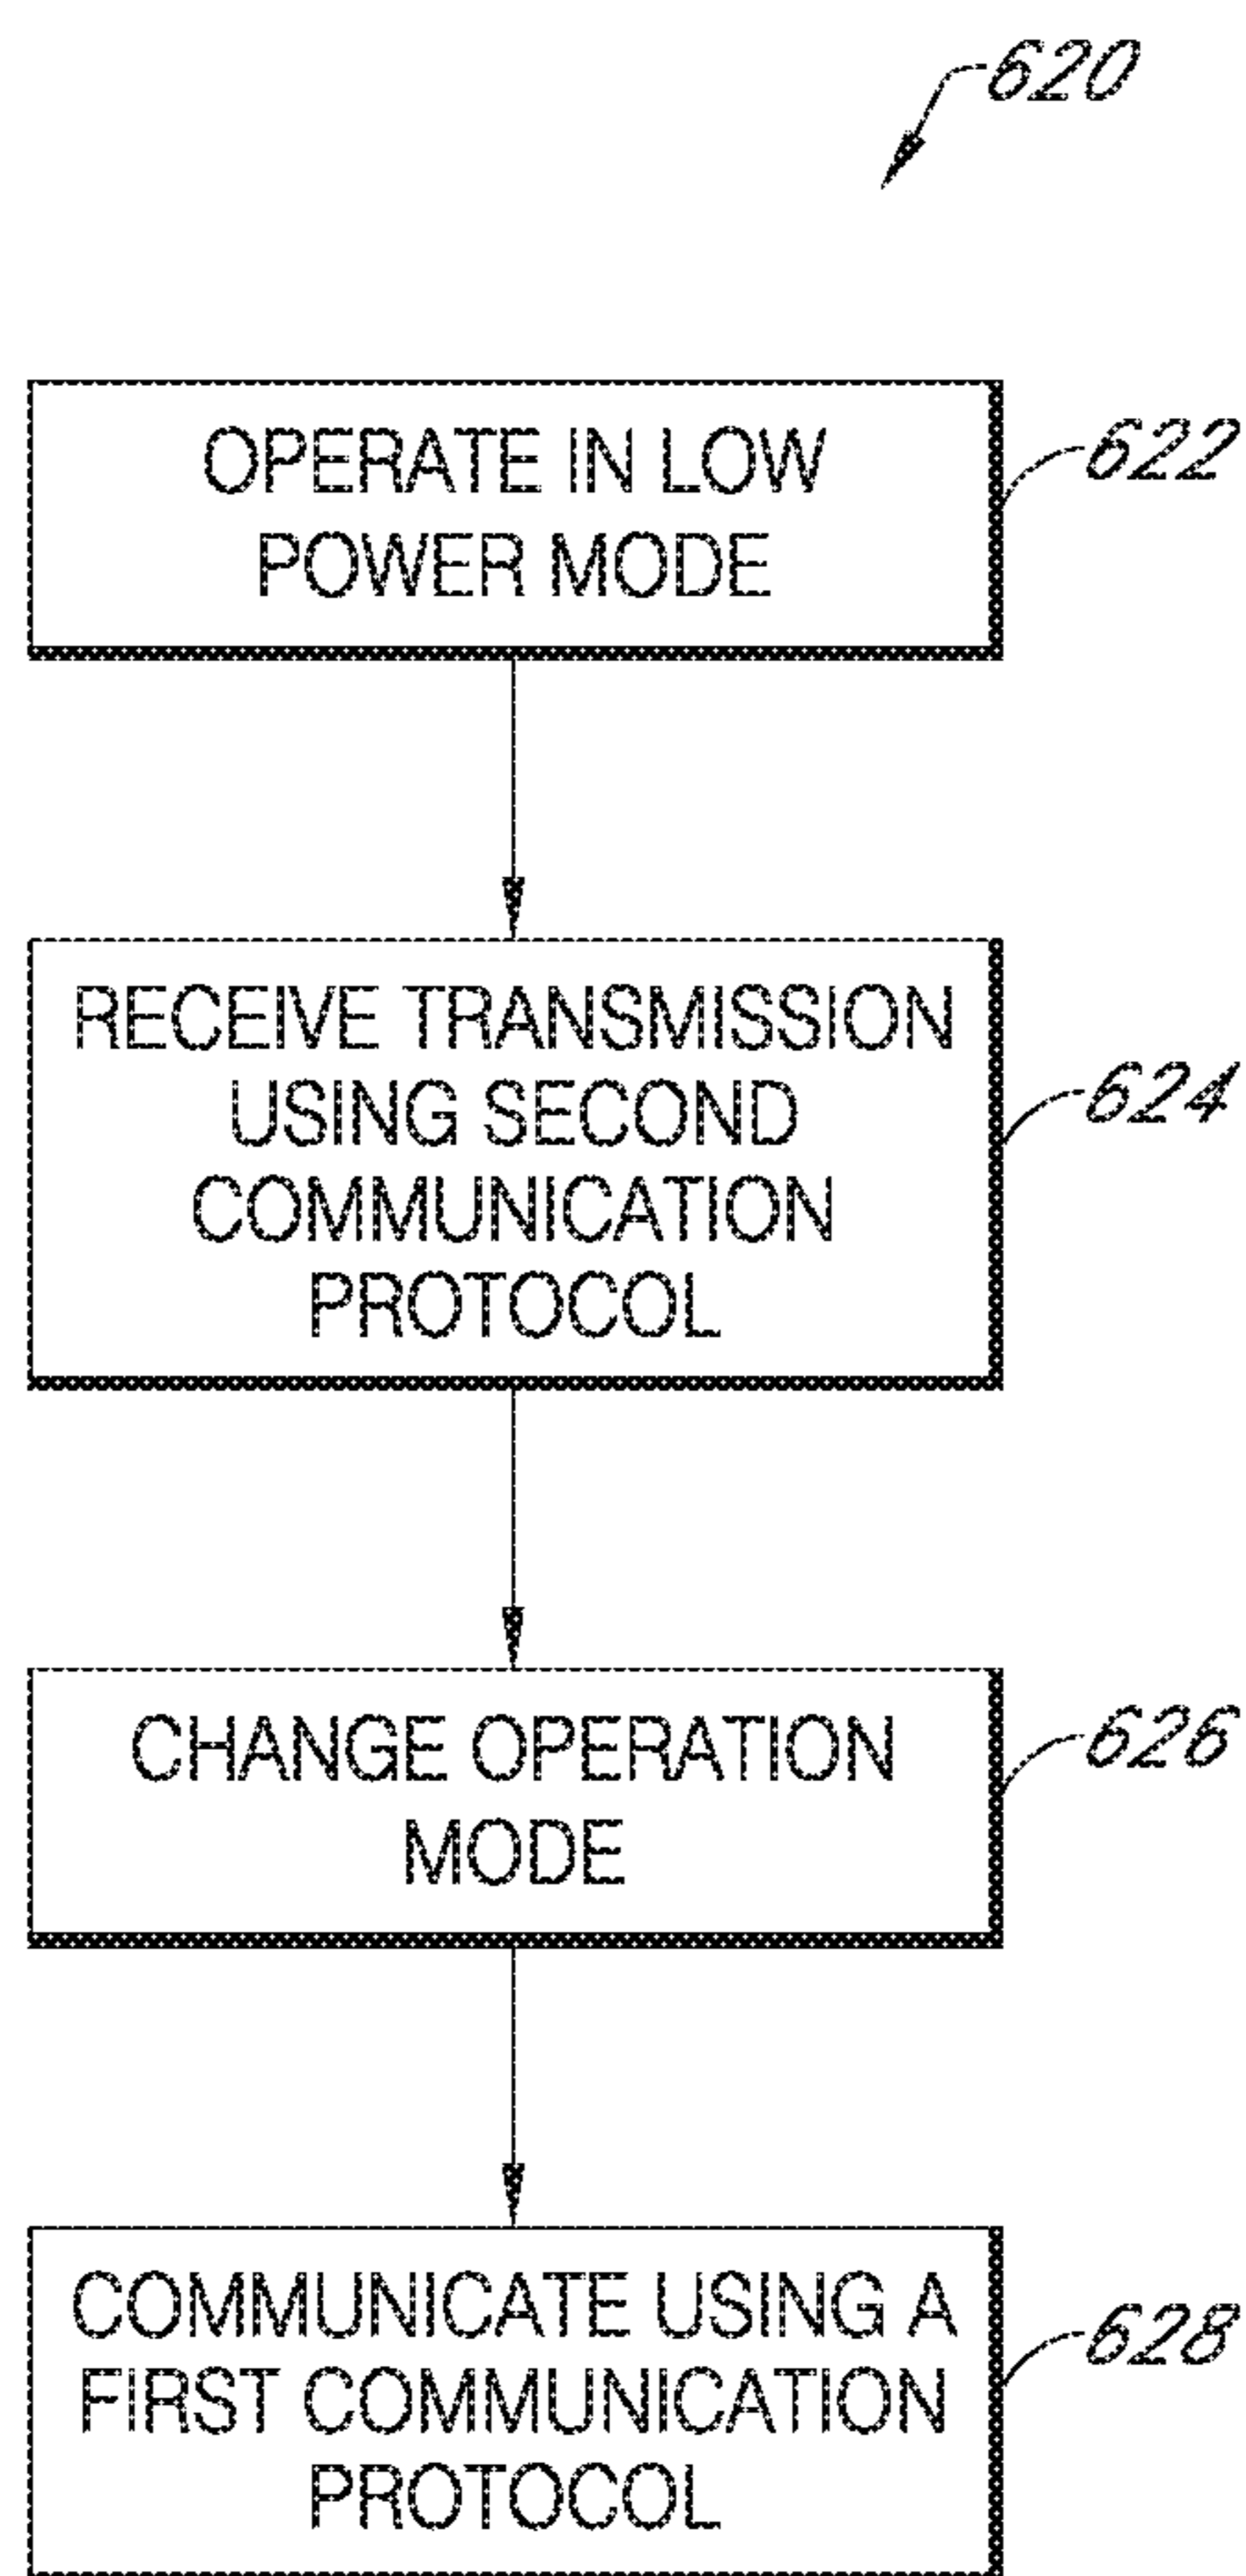 620
OPERATE IN LOW
POWER MODE
622
RECEIVE TRANSMISSION
USING SECOND
COMMUNICATION
PROTOCOL
624
CHANGE OPERATION
MODE
626
COMMUNICATE USING A
FIRST COMMUNICATION
PROTOCOL
628